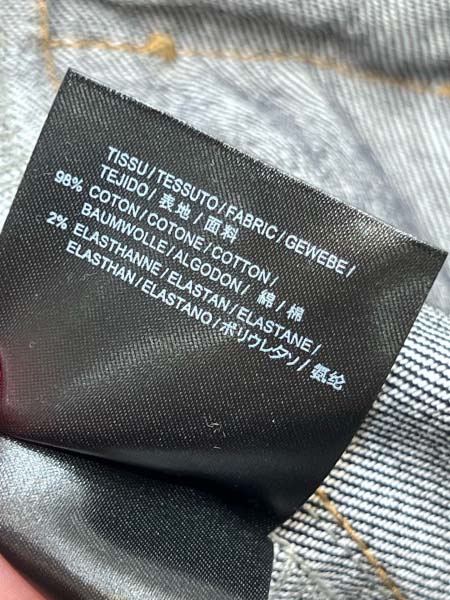 TISSU / TESSUTO / FABRIC / GEWEBE /
TEJIDO / 表地 / 面料
98% COTON / COTONE / COTTON /
BAUMWOLLE / ALGODON / 綿 / 棉
2% ELASTHANNE / ELASTAN / ELASTANE /
ELASTHAN / ELASTANO / ポリウレタソ / 氨纶